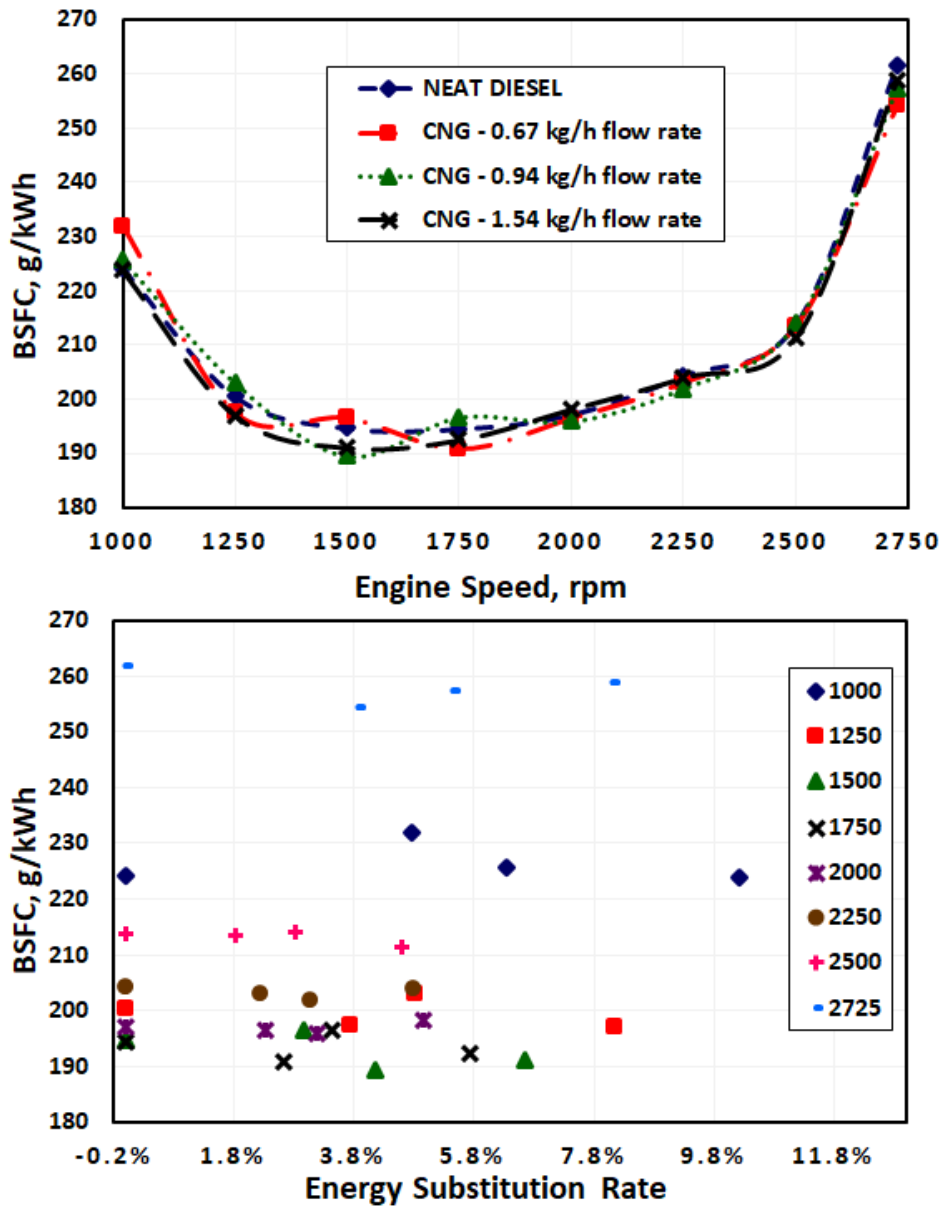 270
260
250
240
230
220
210
200
190
180
BSFC, g/kWh
NEAT DIESEL
CNG - 0.67 kg/h flow rate
CNG - 0.94 kg/h flow rate
CNG - 1.54 kg/h flow rate
1000 1250 1500 1750 2000 2250 2500 2750
Engine Speed, rpm
270
260
250
240
230
220
210
200
190
180
BSFC, g/kWh
1000
1250
1500
1750
2000
2250
2500
2725
-0.2% 1.8% 3.8% 5.8% 7.8% 9.8% 11.8%
Energy Substitution Rate